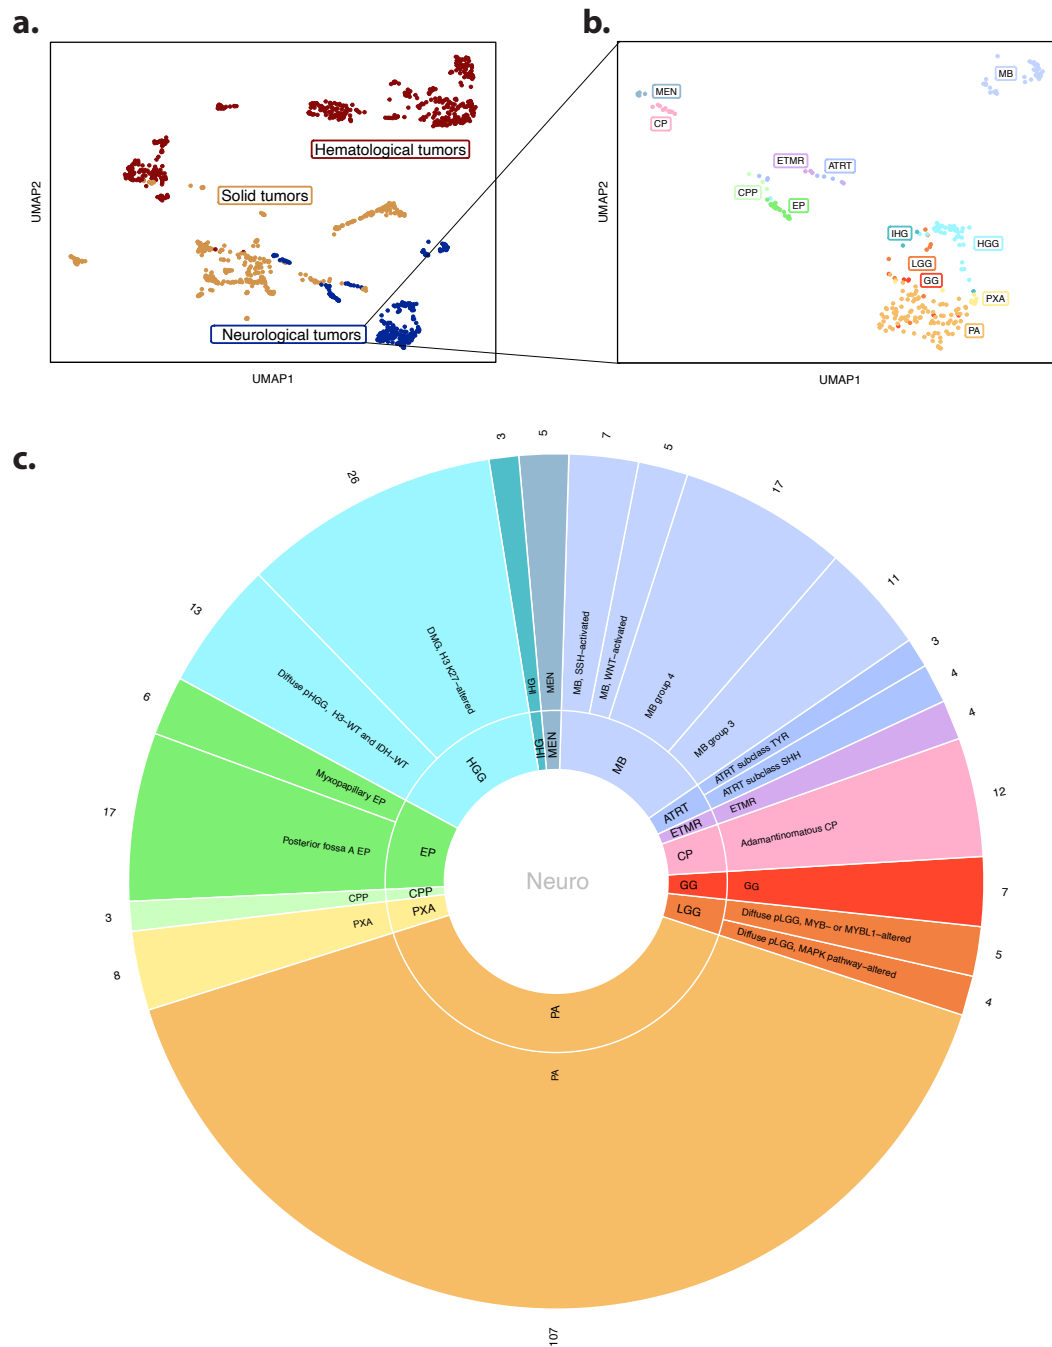 a.
Hematological tumors
Solid tumors
Neurological tumors
UMAP2
UMAP1
b.
MB
MEN
CP
ETMR
ATRT
CPP
EP
IHG
HGG
LGG
GG
PXA
PA
UMAP2
UMAP1
c.
3
5
7
5
17
11
3
4
4
12
7
5
4
107
8
3
17
6
13
26
IHG
MEN
MB, SSH−activated
MB, WNT−activated
MB group 4
MB group 3
ATRT subclass TYR
ATRT subclass SHH
ETMR
Adamantinomatous CP
GG
Diffuse pLGG, MYB− or MYBL1−altered
Diffuse pLGG, MAPK pathway−altered
PA
PXA
CPP
Posterior fossa A EP
Myxopapillary EP
Diffuse pHGG, H3−WT and IDH−WT
DMG, H3 K27−altered
IHG
MEN
MB
ATRT
ETMR
CP
GG
LGG
PA
PXA
CPP
EP
HGG
Neuro